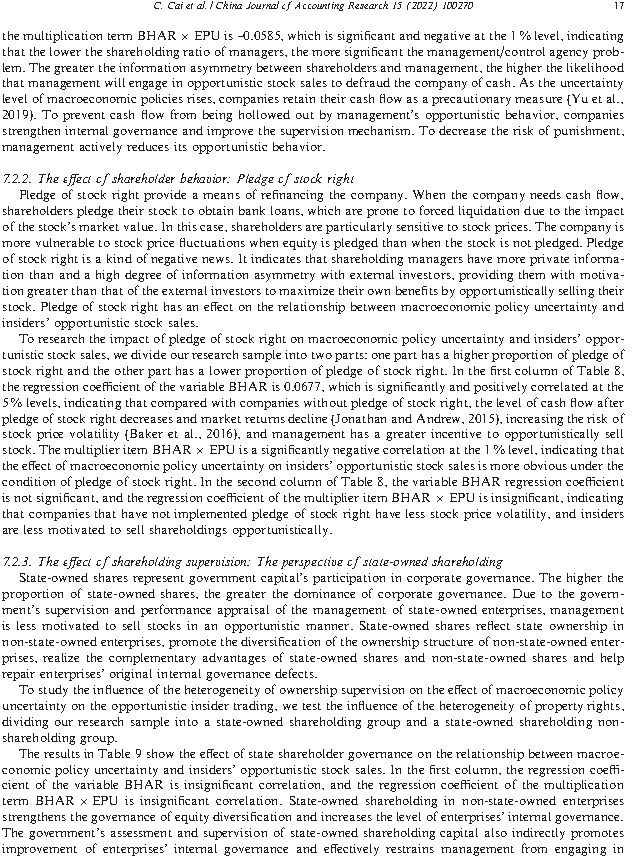 C. Cai et al. / China Journal of Accounting Research 15 (2022) 100270 17
the multiplication term BHAR × EPU is –0.0585, which is significant and negative at the 1% level, indicating
that the lower the shareholding ratio of managers, the more significant the management/control agency prob-
lem. The greater the information asymmetry between shareholders and management, the higher the likelihood
that management will engage in opportunistic stock sales to defraud the company of cash. As the uncertainty
level of macroeconomic policies rises, companies retain their cash flow as a precautionary measure (Yu et al.,
2019). To prevent cash flow from being hollowed out by management's opportunistic behavior, companies
strengthen internal governance and improve the supervision mechanism. To decrease the risk of punishment,
management actively reduces its opportunistic behavior.
7.2.2. The effect of shareholder behavior: Pledge of stock right
Pledge of stock right provide a means of refinancing the company. When the company needs cash flow,
shareholders pledge their stock to obtain bank loans, which are prone to forced liquidation due to the impact
of the stock's market value. In this case, shareholders are particularly sensitive to stock prices. The company is
more vulnerable to stock price fluctuations when equity is pledged than when the stock is not pledged. Pledge
of stock right is a kind of negative news. It indicates that shareholding managers have more private informa-
tion than and a high degree of information asymmetry with external investors, providing them with motiva-
tion greater than that of the external investors to maximize their own benefits by opportunistically selling their
stock. Pledge of stock right has an effect on the relationship between macroeconomic policy uncertainty and
insiders' opportunistic stock sales.
To research the impact of pledge of stock right on macroeconomic policy uncertainty and insiders' oppor-
tunistic stock sales, we divide our research sample into two parts: one part has a higher proportion of pledge of
stock right and the other part has a lower proportion of pledge of stock right. In the first column of Table 8,
the regression coefficient of the variable BHAR is 0.0677, which is significantly and positively correlated at the
5% levels, indicating that compared with companies without pledge of stock right, the level of cash flow after
pledge of stock right decreases and market returns decline (Jonathan and Andrew, 2015), increasing the risk of
stock price volatility (Baker et al., 2016), and management has a greater incentive to opportunistically sell
stock. The multiplier item BHAR × EPU is a significantly negative correlation at the 1% level, indicating that
the effect of macroeconomic policy uncertainty on insiders' opportunistic stock sales is more obvious under the
condition of pledge of stock right. In the second column of Table 8, the variable BHAR regression coefficient
is not significant, and the regression coefficient of the multiplier item BHAR × EPU is insignificant, indicating
that companies that have not implemented pledge of stock right have less stock price volatility, and insiders
are less motivated to sell shareholdings opportunistically.
7.2.3. The effect of shareholding supervision: The perspective of state-owned shareholding
State-owned shares represent government capital's participation in corporate governance. The higher the
proportion of state-owned shares, the greater the dominance of corporate governance. Due to the govern-
ment's supervision and performance appraisal of the management of state-owned enterprises, management
is less motivated to sell stocks in an opportunistic manner. State-owned shares reflect state ownership in
non-state-owned enterprises, promote the diversification of the ownership structure of non-state-owned enter-
prises, realize the complementary advantages of state-owned shares and non-state-owned shares and help
repair enterprises' original internal governance defects.
To study the influence of the heterogeneity of ownership supervision on the effect of macroeconomic policy
uncertainty on the opportunistic insider trading, we test the influence of the heterogeneity of property rights,
dividing our research sample into a state-owned shareholding group and a state-owned shareholding non-
shareholding group.
The results in Table 9 show the effect of state shareholder governance on the relationship between macroe-
conomic policy uncertainty and insiders' opportunistic stock sales. In the first column, the regression coeffi-
cient of the variable BHAR is insignificant correlation, and the regression coefficient of the multiplication
term BHAR × EPU is insignificant correlation. State-owned shareholding in non-state-owned enterprises
strengthens the governance of equity diversification and increases the level of enterprises' internal governance.
The government's assessment and supervision of state-owned shareholding capital also indirectly promotes
improvement of enterprises' internal governance and effectively restrains management from engaging in